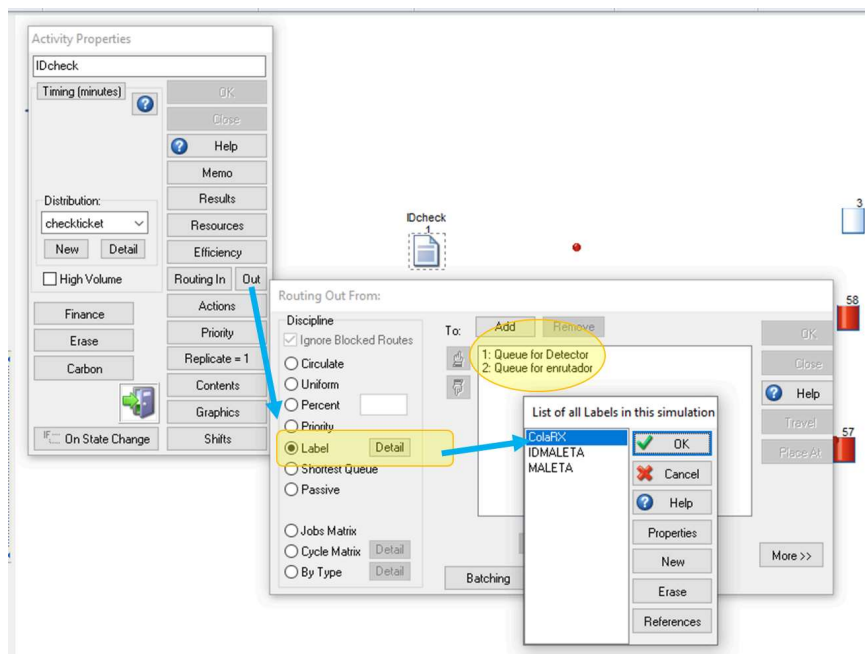 Activity Properties
IDcheck
Timing (minutes)
OK
Close
Help
Memo
Distribution:
Results
checkticket
Resources
New
Detail
Efficiency
High Volume
Routing In
Out
Finance
Actions
Erase
Priority
Carbon
Replicate = 1
Contents
Graphics
On State Change
Shifts
IDcheck
1
3
58
57
Routing Out From:
Discipline
Ignore Blocked Routes
Circulate
Uniform
Percent
Priority
Label
Detail
Shortest Queue
Passive
Jobs Matrix
Cycle Matrix
Detail
By Type
Detail
To:
Add
Remove
1: Queue for Detector
2: Queue for enrutador
Batching
OK
Close
Help
Travel
Place At
More >>
List of all Labels in this simulation
ColaRX
IDMALETA
MALETA
OK
Cancel
Help
Properties
New
Erase
References